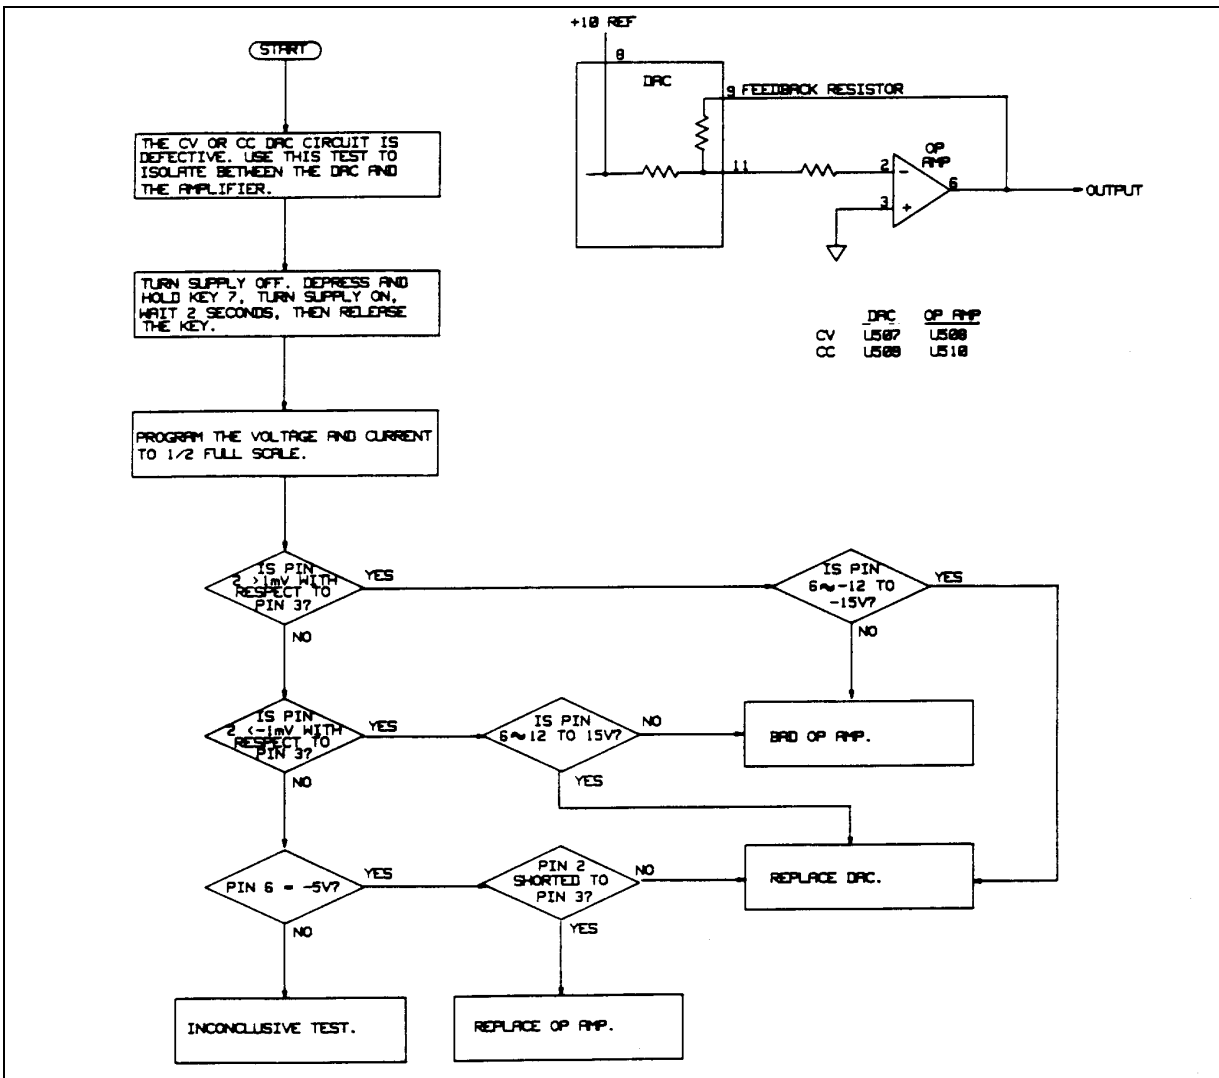 START
THE CV OR CC DAC CIRCUIT IS
DEFECTIVE. USE THIS TEST TO
ISOLATE BETWEEN THE DAC AND
THE AMPLIFIER.
TURN SUPPLY OFF. DEPRESS AND
HOLD KEY 7, TURN SUPPLY ON,
WAIT 2 SECONDS, THEN RELEASE
THE KEY.
PROGRAM THE VOLTAGE AND CURRENT
TO 1/2 FULL SCALE.
+10 REF
8
DAC
9 FEEDBACK RESISTOR
11
OP
AMP
2
-
3
+
6
OUTPUT
DAC OP AMP
CV U507 U508
CC U509 U510
IS PIN
2 >1mV WITH
RESPECT TO
PIN 3?
YES
NO
IS PIN
6≈-12 TO
-15V?
YES
NO
IS PIN
2 <-1mV WITH
RESPECT TO
PIN 3?
YES
NO
IS PIN
6≈12 TO 15V?
NO
YES
BAD OP AMP.
PIN 6 = -5V?
YES
NO
PIN 2
SHORTED TO
PIN 3?
NO
YES
REPLACE DAC.
INCONCLUSIVE TEST.
REPLACE OP AMP.